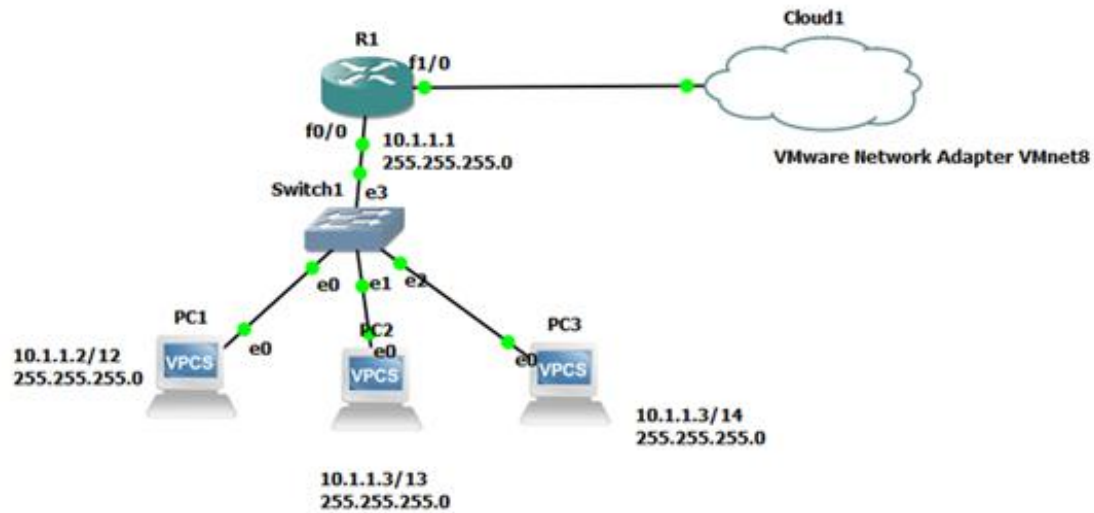 Cloud1
R1
f1/0
f0/0
10.1.1.1
255.255.255.0
VMware Network Adapter VMnet8
Switch1
e3
e0
e1
e2
PC1
PC2
PC3
e0
e0
e0
VPCS
VPCS
VPCS
10.1.1.2/12
255.255.255.0
10.1.1.3/14
255.255.255.0
10.1.1.3/13
255.255.255.0